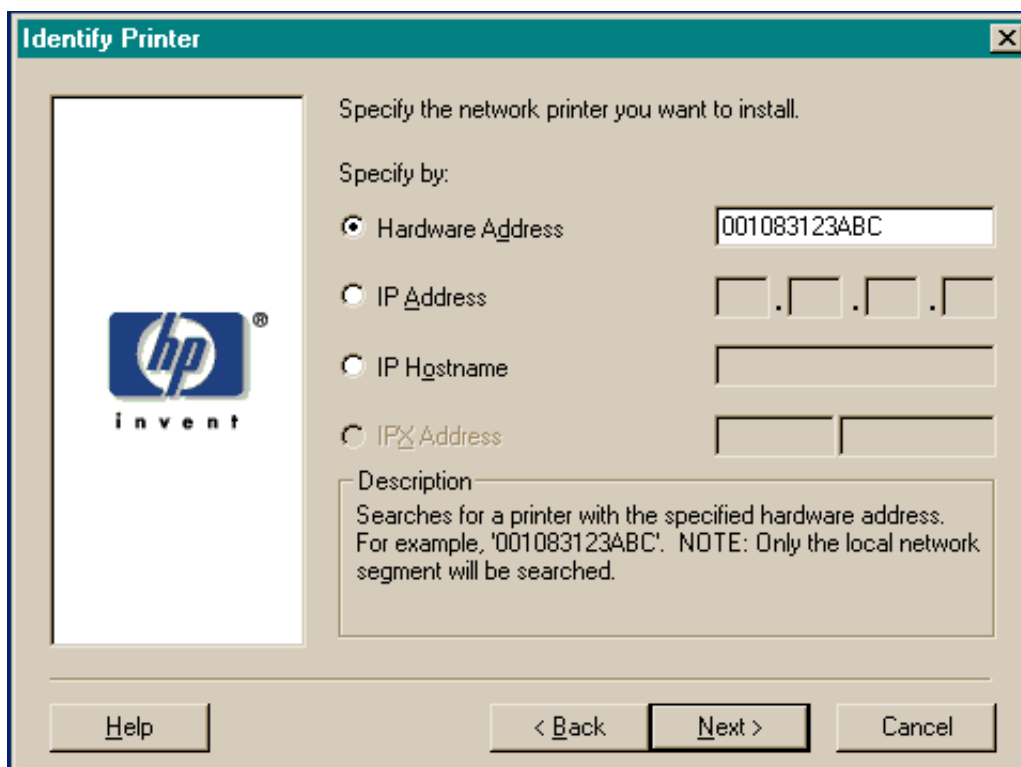 Identify Printer
Specify the network printer you want to install.
Specify by:
Hardware Address 001083123ABC
IP Address . . .
IP Hostname
IPX Address
hp ®
invent
Description
Searches for a printer with the specified hardware address.
For example, '001083123ABC'. NOTE: Only the local network
segment will be searched.
Help < Back Next > Cancel